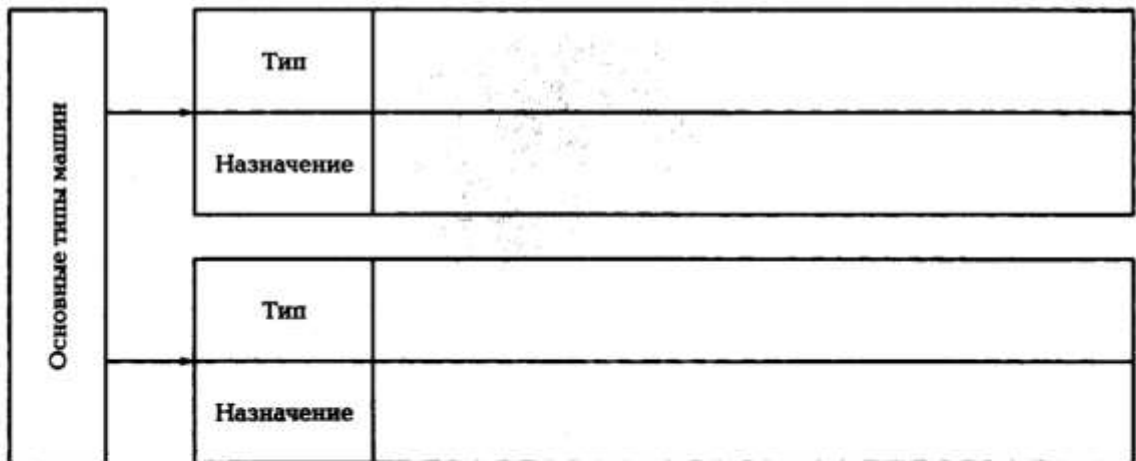 Основные типы машин
Тип
Назначение
Тип
Назначение